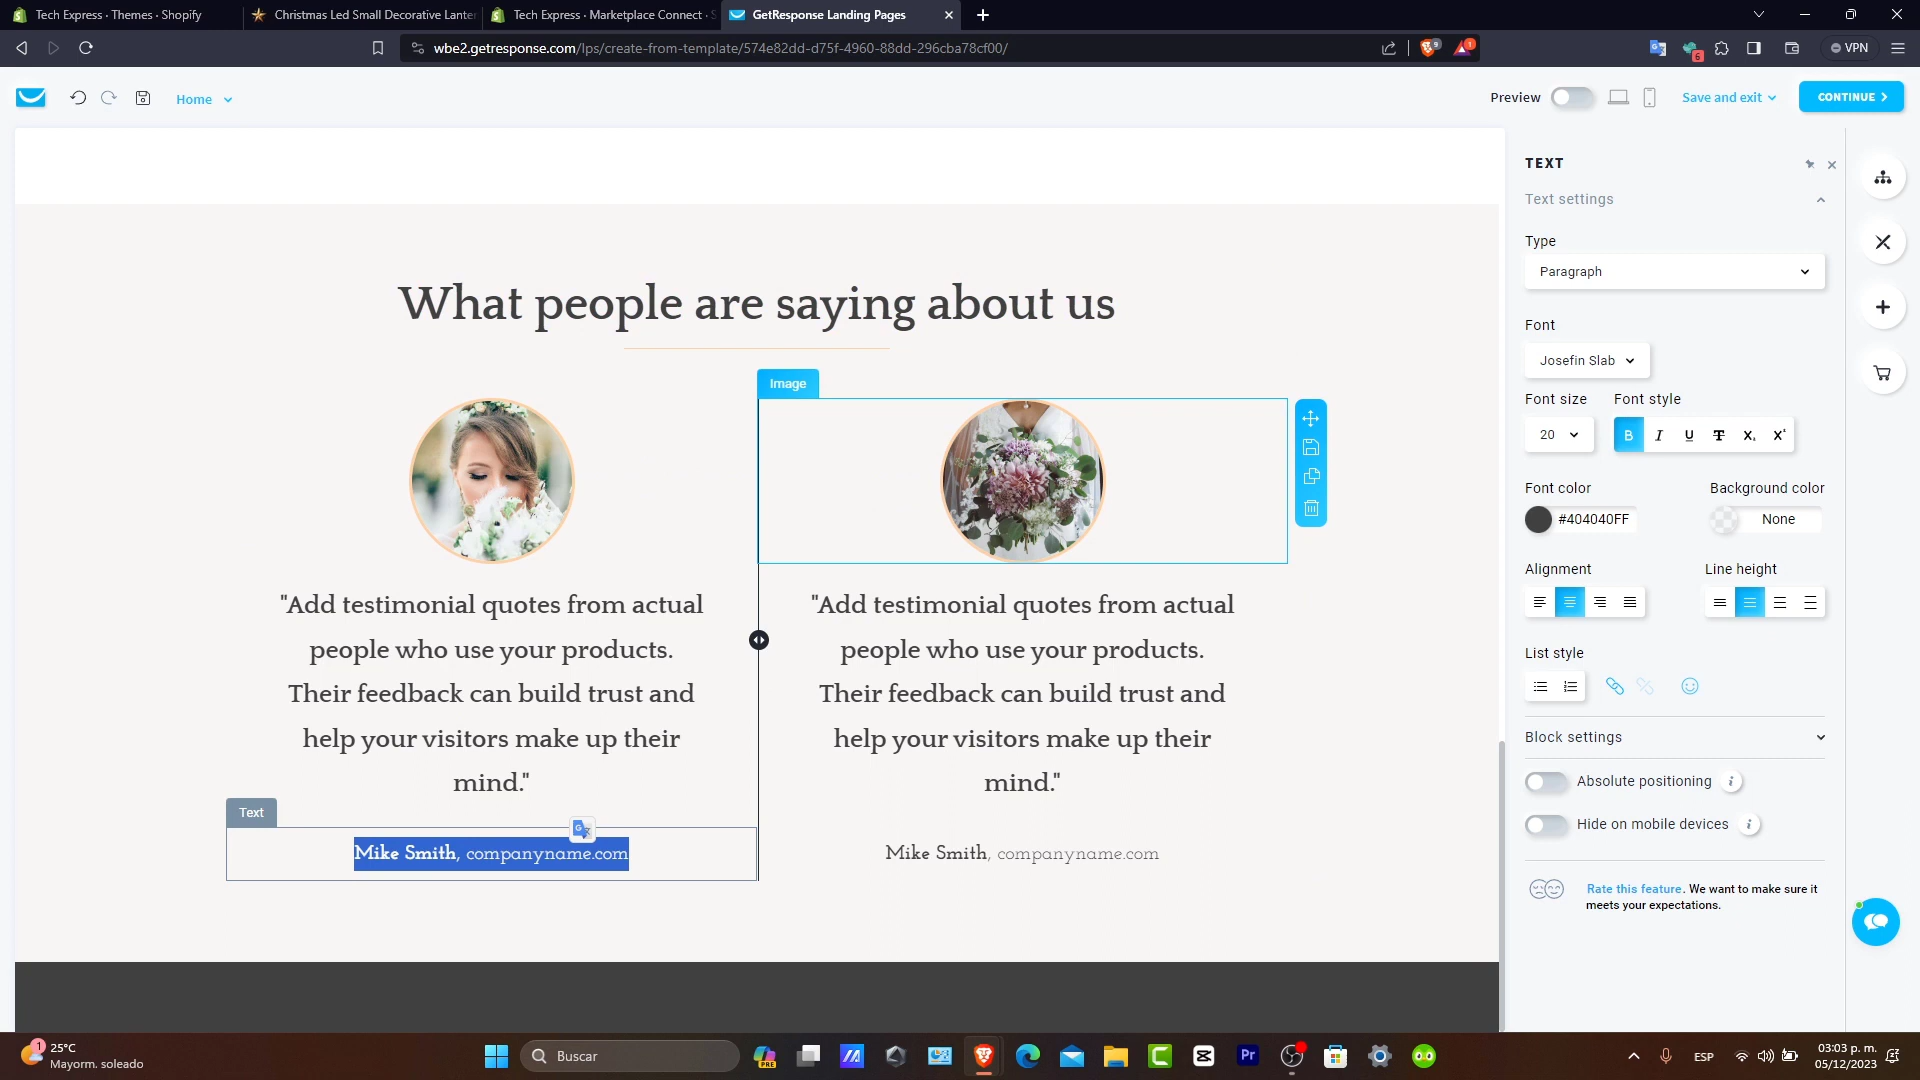 Tech Express · Themes · Shopify
Christmas Led Small Decorative Lanter
Tech Express · Marketplace Connect · S
GetResponse Landing Pages
wbe2.getresponse.com/lps/create-from-template/574e82dd-d75f-4960-88dd-296cba78cf00/
9
1
6
VPN
Home
Preview
Save and exit
CONTINUE
What people are saying about us
Image
"Add testimonial quotes from actual
people who use your products.
Their feedback can build trust and
help your visitors make up their
mind."
"Add testimonial quotes from actual
people who use your products.
Their feedback can build trust and
help your visitors make up their
mind."
Text
Mike Smith, companyname.com
Mike Smith, companyname.com
TEXT
Text settings
Type
Paragraph
Font
Josefin Slab
Font size
Font style
20
B I U T X, X'
Font color
Background color
#404040FF
None
Alignment
Line height
List style
Block settings
Absolute positioning
i
Hide on mobile devices
i
Rate this feature. We want to make sure it
meets your expectations.
1
25°C
Mayorm. soleado
Buscar
PRE
Pr
ESP
03:03 p. m.
05/12/2023